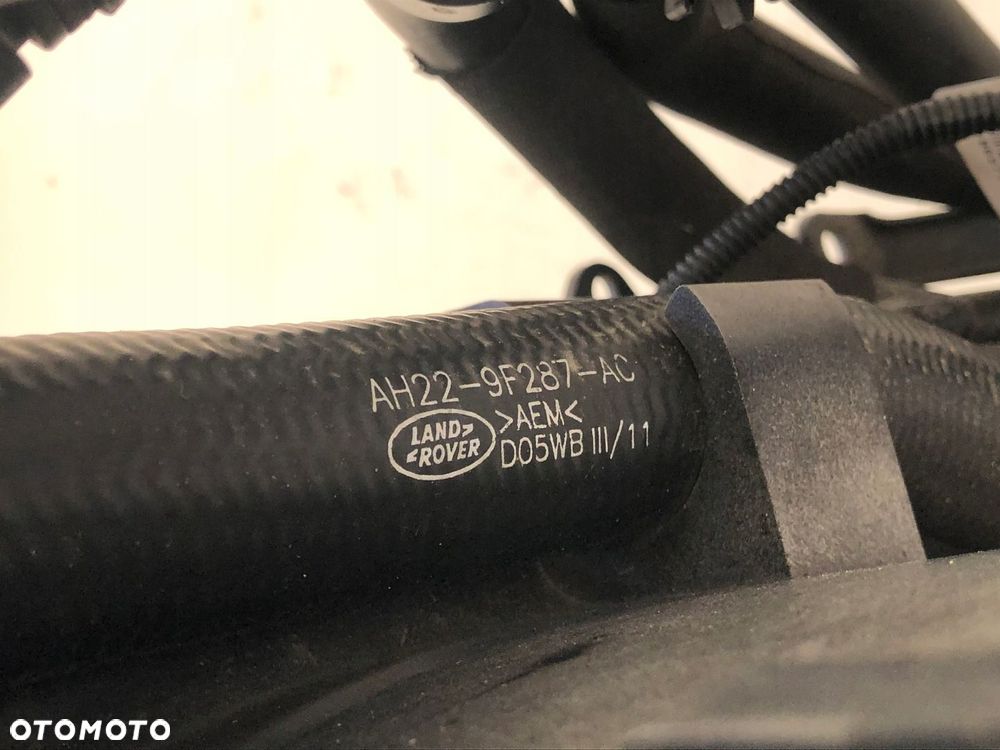 AH22-9F287-AC
LAND>
<ROVER
>AEM<
D05WB III/11
OTOMOTO